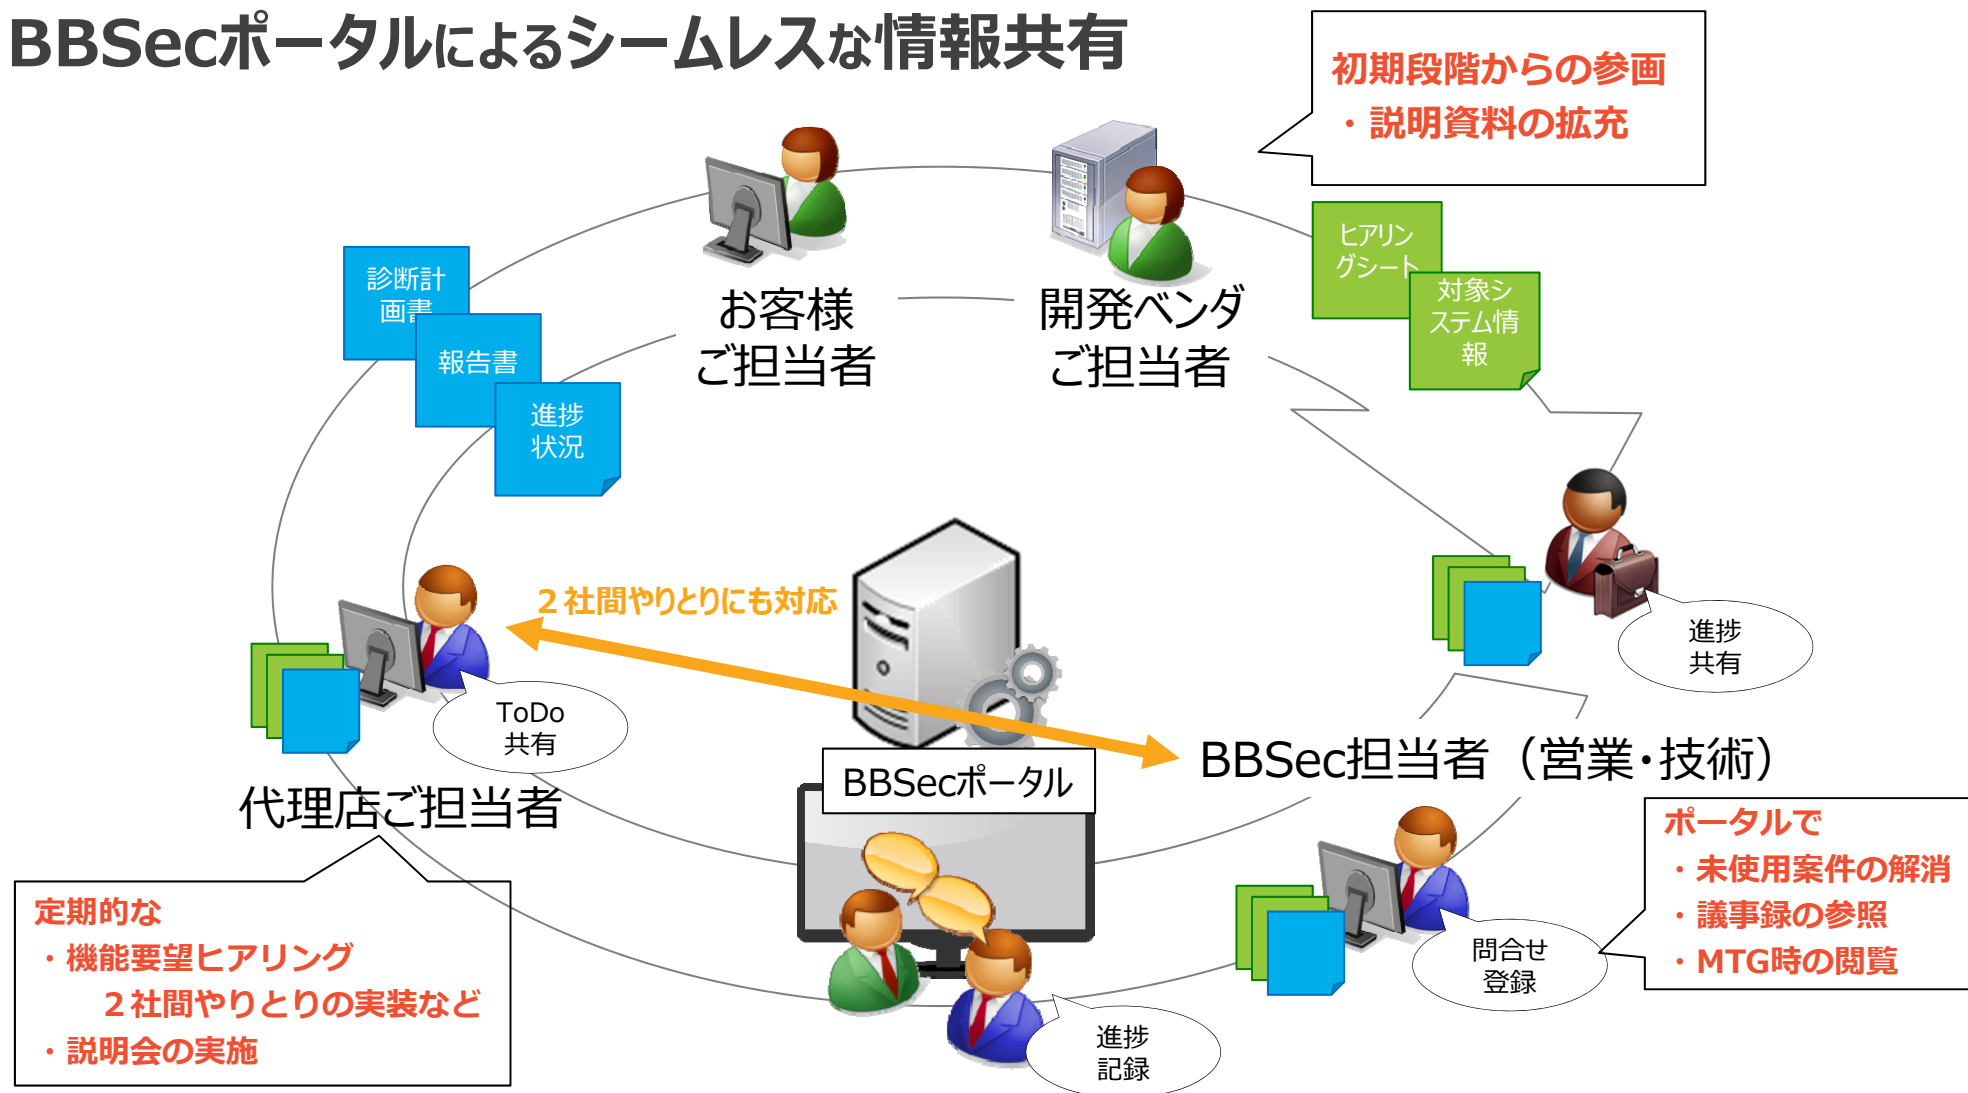 BBSecポータルによるシームレスな情報共有
初期段階からの参画
・説明資料の拡充
ヒアリン
グシート
対象シ
ステム情
報
診断計
画書
報告書
進捗
状況
お客様
ご担当者
開発ベンダ
ご担当者
２社間やりとりにも対応
進捗
共有
ToDo
共有
BBSecポータル
BBSec担当者（営業・技術）
代理店ご担当者
ポータルで
・未使用案件の解消
・議事録の参照
・MTG時の閲覧
定期的な
・機能要望ヒアリング
２社間やりとりの実装など
・説明会の実施
問合せ
登録
進捗
記録